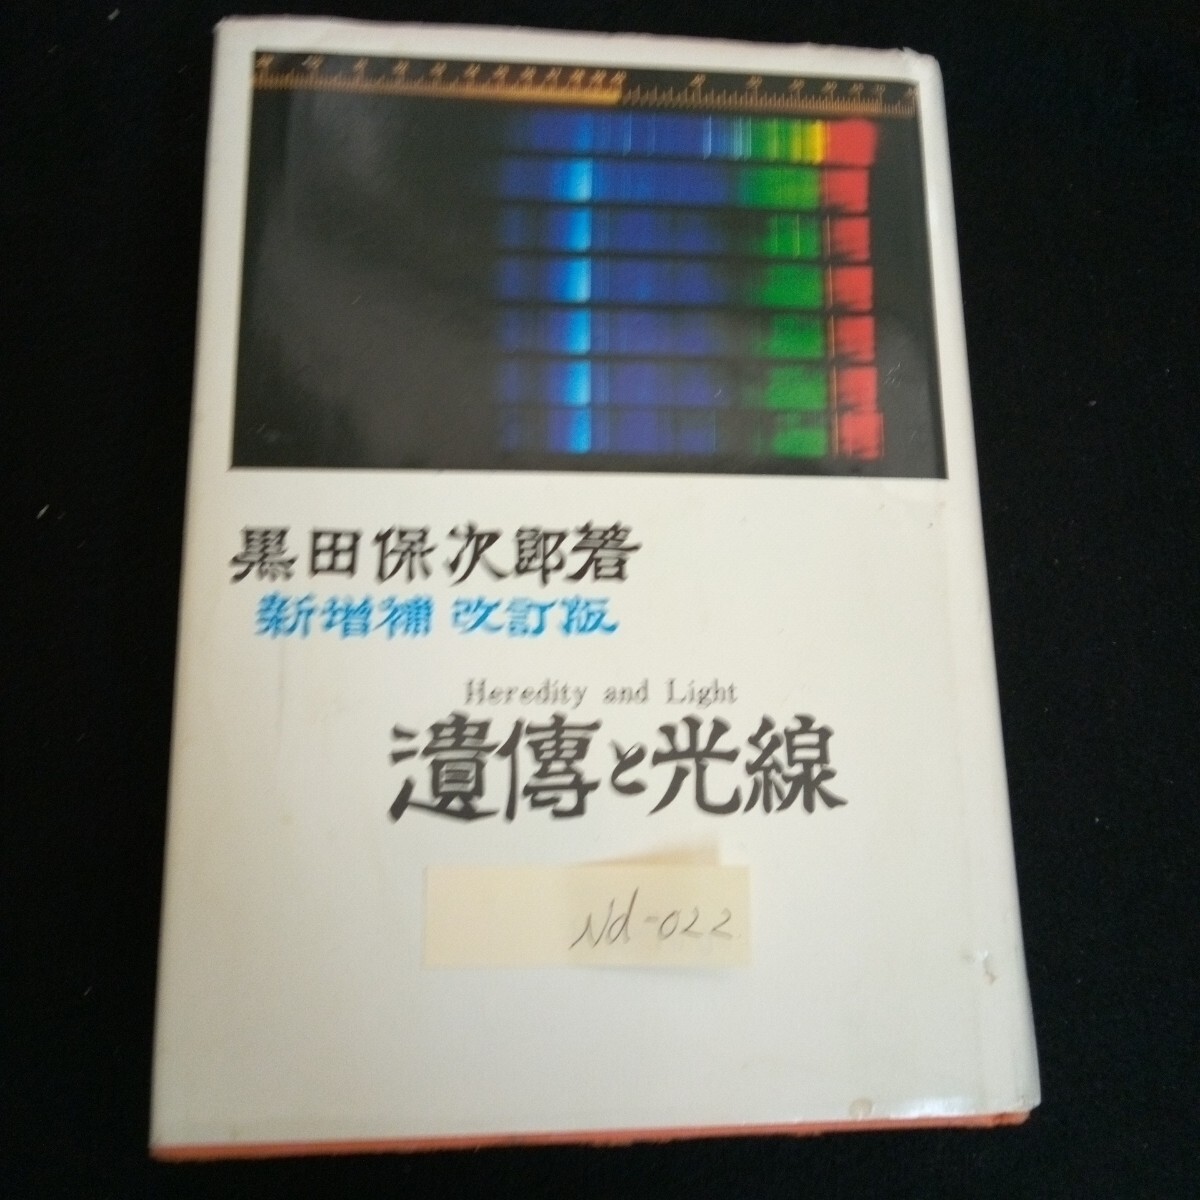 黒田保次郎著
新増補 改訂版
Heredity and Light
遺傳と光線
Nd-022